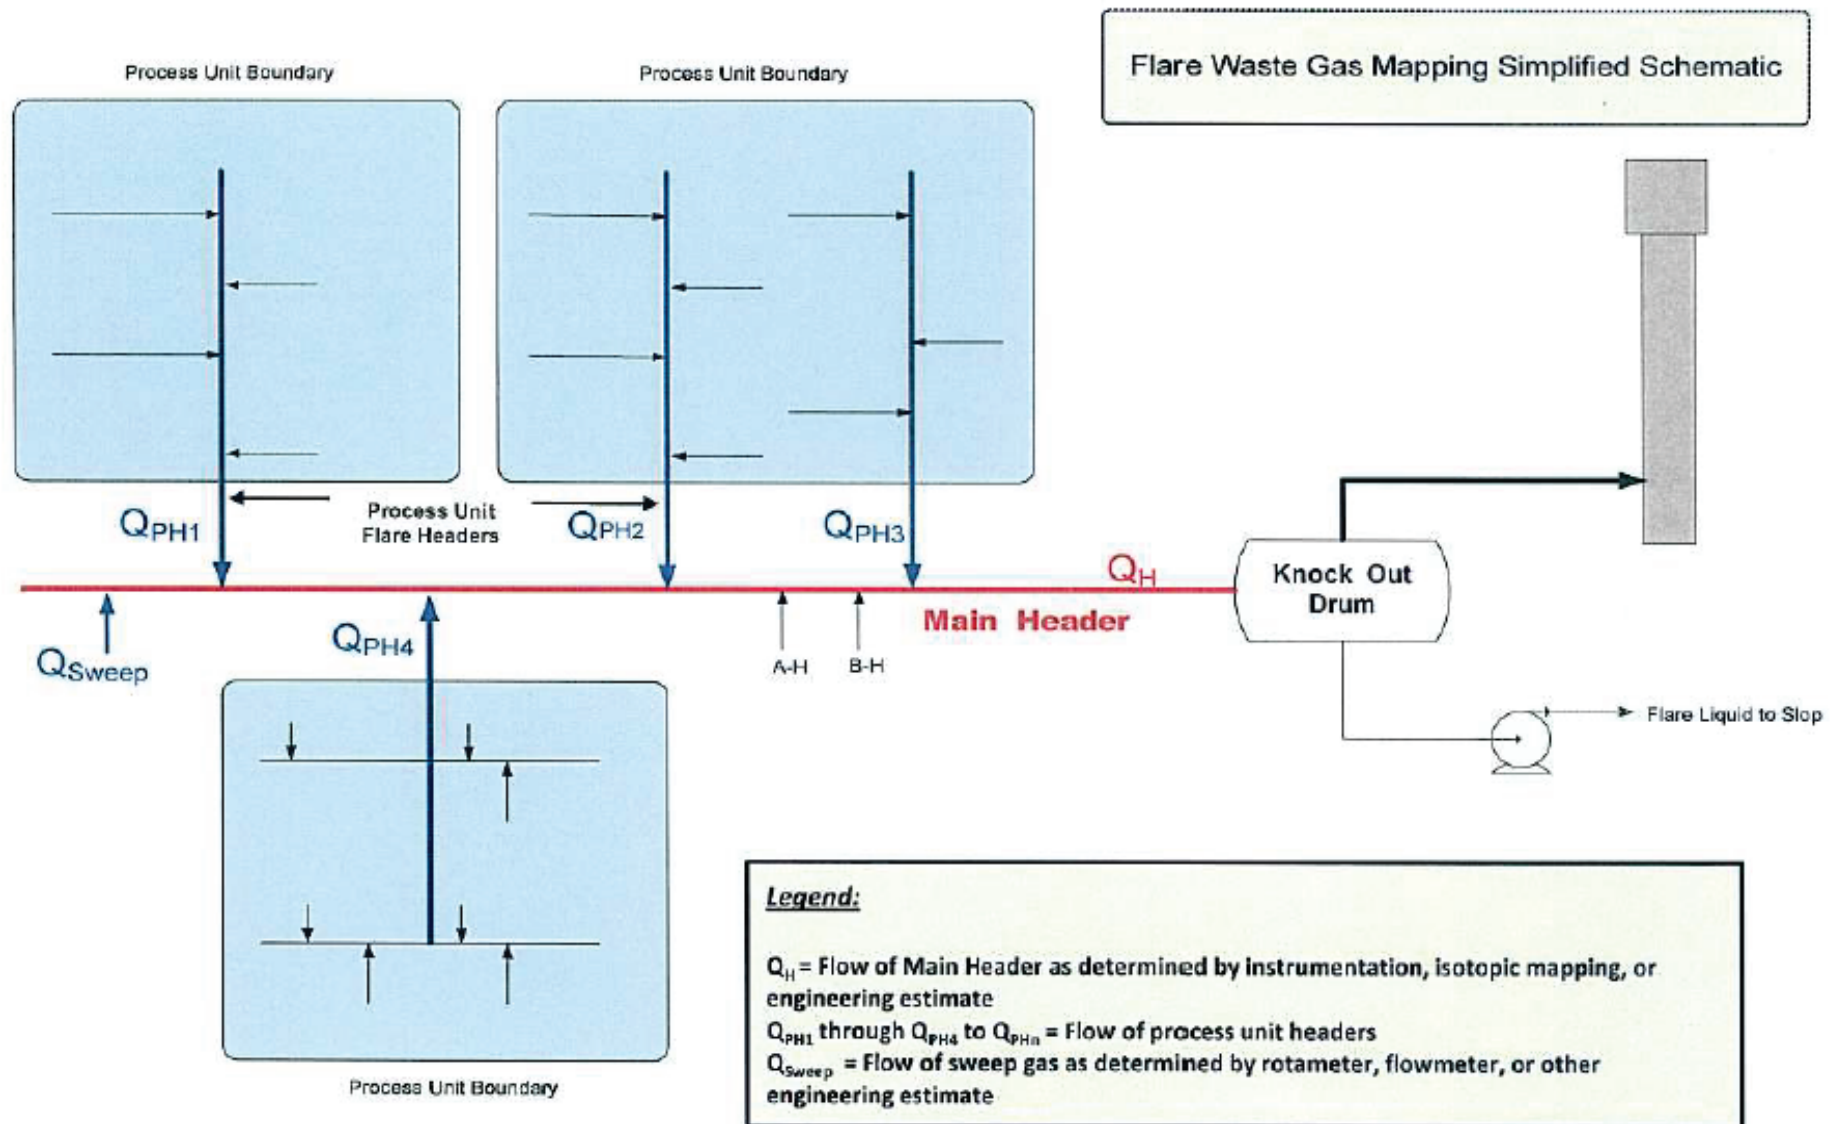 Flare Waste Gas Mapping Simplified Schematic
Process Unit Boundary
Process Unit Boundary
QPH1
Process Unit
Flare Headers
QPH2
QPH3
QH
Main Header
Knock Out
Drum
QSweep
QPH4
A-H
B-H
Flare Liquid to Slop
Process Unit Boundary
Legend:
QH = Flow of Main Header as determined by instrumentation, isotopic mapping, or
engineering estimate
QPH1 through QPH4 to QPHn = Flow of process unit headers
QSweep = Flow of sweep gas as determined by rotameter, flowmeter, or other
engineering estimate